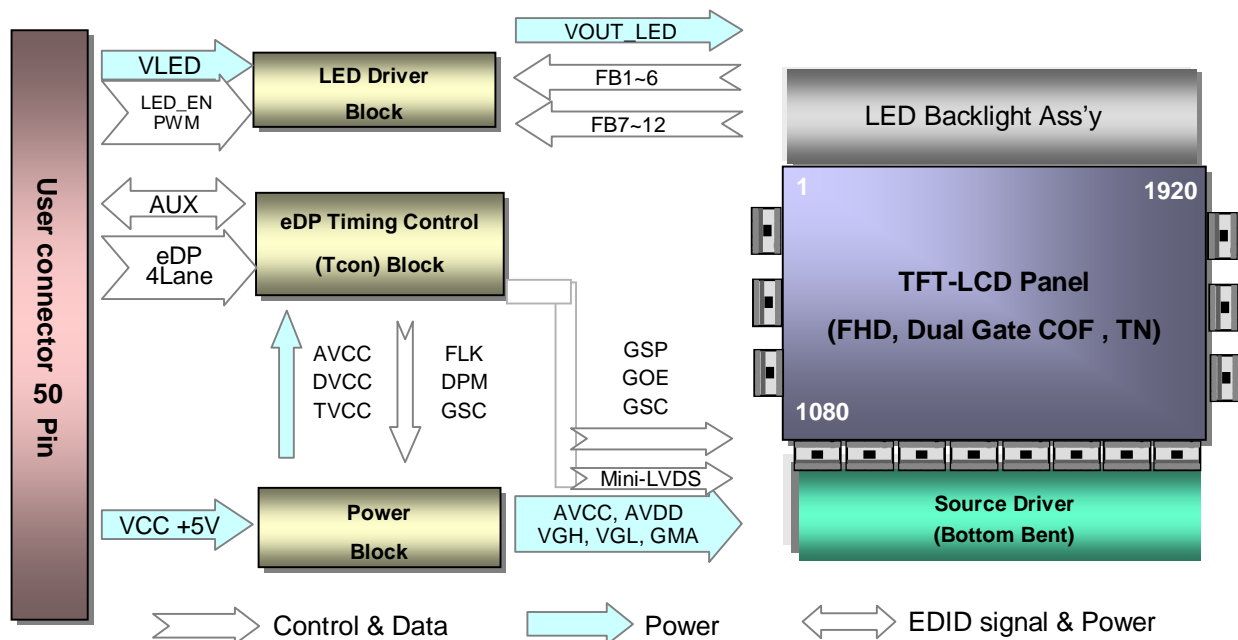 User connector 50 Pin
VLED
LED_EN
PWM
LED Driver
Block
VOUT_LED
FB1~6
FB7~12
LED Backlight Ass'y
AUX
eDP
4Lane
eDP Timing Control
(Tcon) Block
1
1920
TFT-LCD Panel
(FHD, Dual Gate COF , TN)
1080
AVCC
DVCC
TVCC
FLK
DPM
GSC
GSP
GOE
GSC
Mini-LVDS
VCC +5V
Power
Block
AVCC, AVDD
VGH, VGL, GMA
Source Driver
(Bottom Bent)
Control & Data
Power
EDID signal & Power